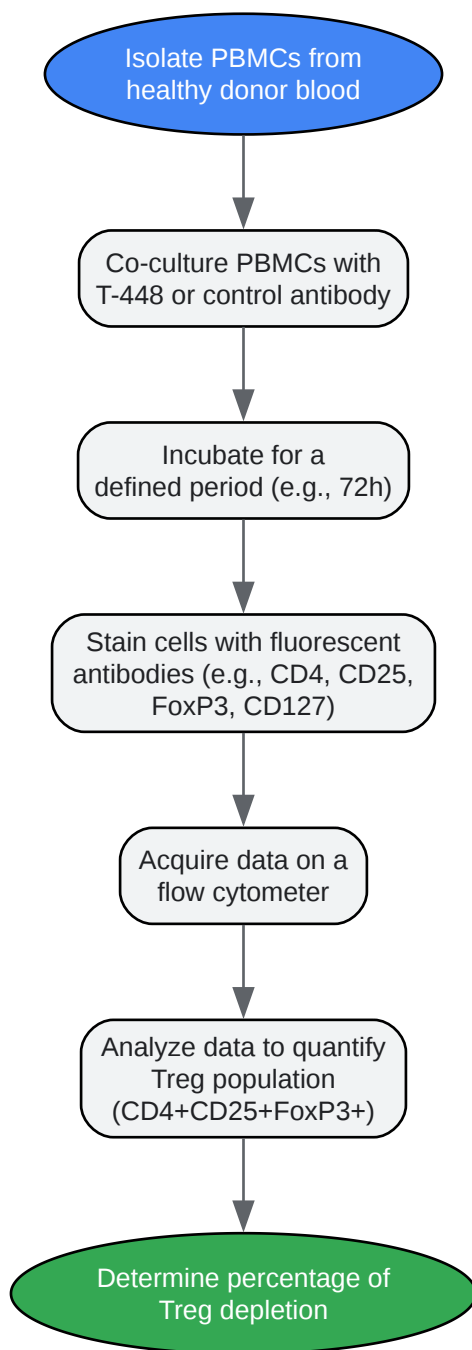 Isolate PBMCs from
healthy donor blood
Co-culture PBMCs with
T-448 or control antibody
Incubate for a
defined period (e.g., 72h)
Stain cells with fluorescent
antibodies (e.g., CD4, CD25,
FoxP3, CD127)
Acquire data on a
flow cytometer
Analyze data to quantify
Treg population
(CD4+CD25+FoxP3+)
Determine percentage of
Treg depletion